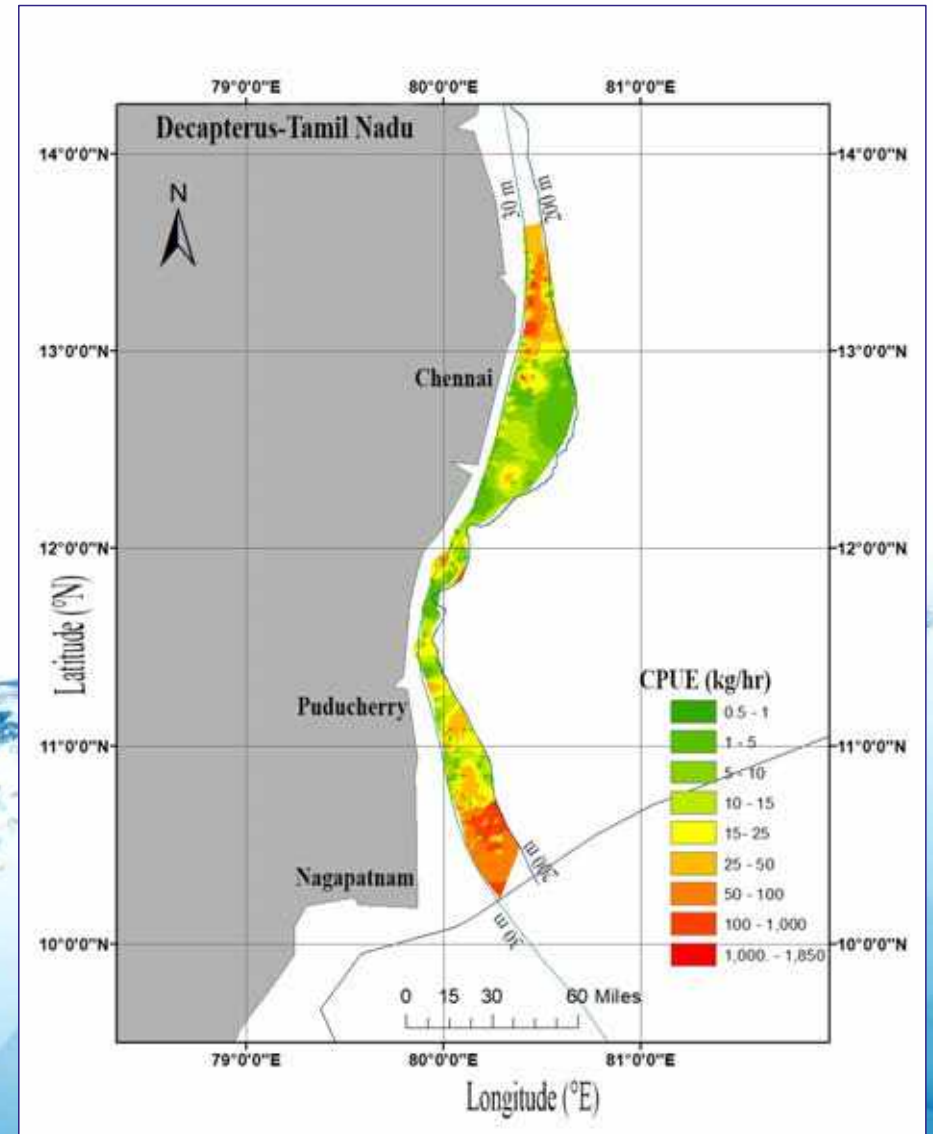 79°0'0"E 80°0'0"E 81°0'0"E
Decapterus-Tamil Nadu
14°0'0"N 14°0'0"N
N
30 m 200 m
13°0'0"N 13°0'0"N
Chennai
12°0'0"N 12°0'0"N
Latitude (°N)
CPUE (kg/hr)
0.5 - 1
Puducherry
1 - 5
11°0'0"N 11°0'0"N
5 - 10
10 - 15
15- 25
200 m
25 - 50
Nagapatnam
50 - 100
30 m
100 - 1,000
10°0'0"N 10°0'0"N
1,000. - 1,850
0 15 30 60 Miles
79°0'0"E 80°0'0"E 81°0'0"E
Longitude (°E)